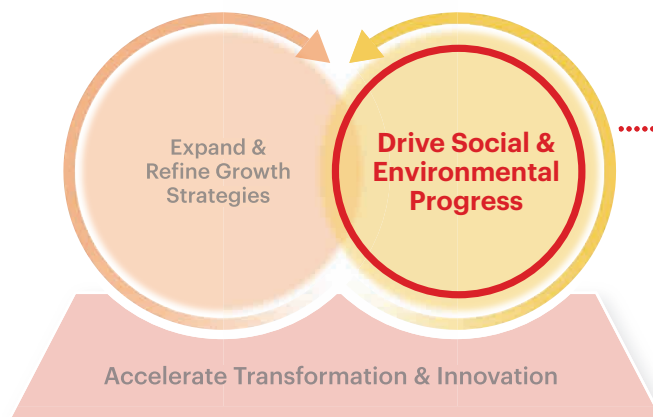 Expand &
Refine Growth
Strategies
Drive Social &
Environmental
Progress
Accelerate Transformation & Innovation